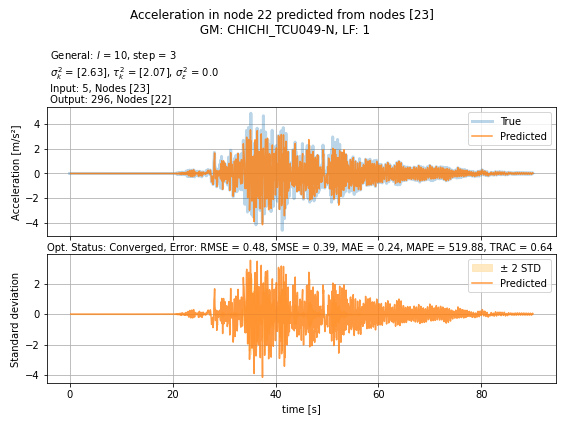 Acceleration in node 22 predicted from nodes [23]
GM: CHICHI_TCU049-N, LF: 1
General: l = 10, step = 3
σ²ₖ = [2.63], τ²ₖ = [2.07], σ²ε = 0.0
Input: 5, Nodes [23]
Output: 296, Nodes [22]
Acceleration [m/s²]
4
2
0
−2
−4
True
Predicted
Opt. Status: Converged, Error: RMSE = 0.48, SMSE = 0.39, MAE = 0.24, MAPE = 519.88, TRAC = 0.64
Standard deviation
2
0
−2
−4
± 2 STD
Predicted
0 20 40 60 80
time [s]